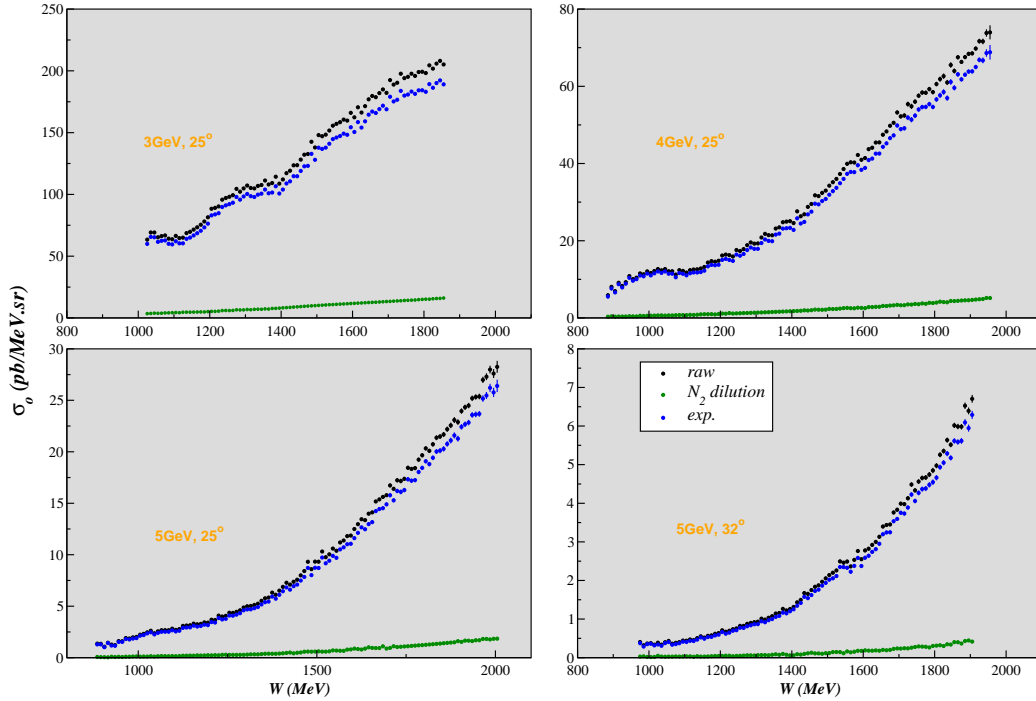 250
200
150
100
50
0
800 1000 1200 1400 1600 1800 2000
3GeV, 25°
80
60
40
20
0
800 1000 1200 1400 1600 1800 2000
4GeV, 25°
σo (pb/MeV.sr)
30
25
20
15
10
5
0
1000 1500 2000
W (MeV)
5GeV, 25°
8
7
6
5
4
3
2
1
0
800 1000 1200 1400 1600 1800 2000
W (MeV)
raw
N2 dilution
exp.
5GeV, 32°